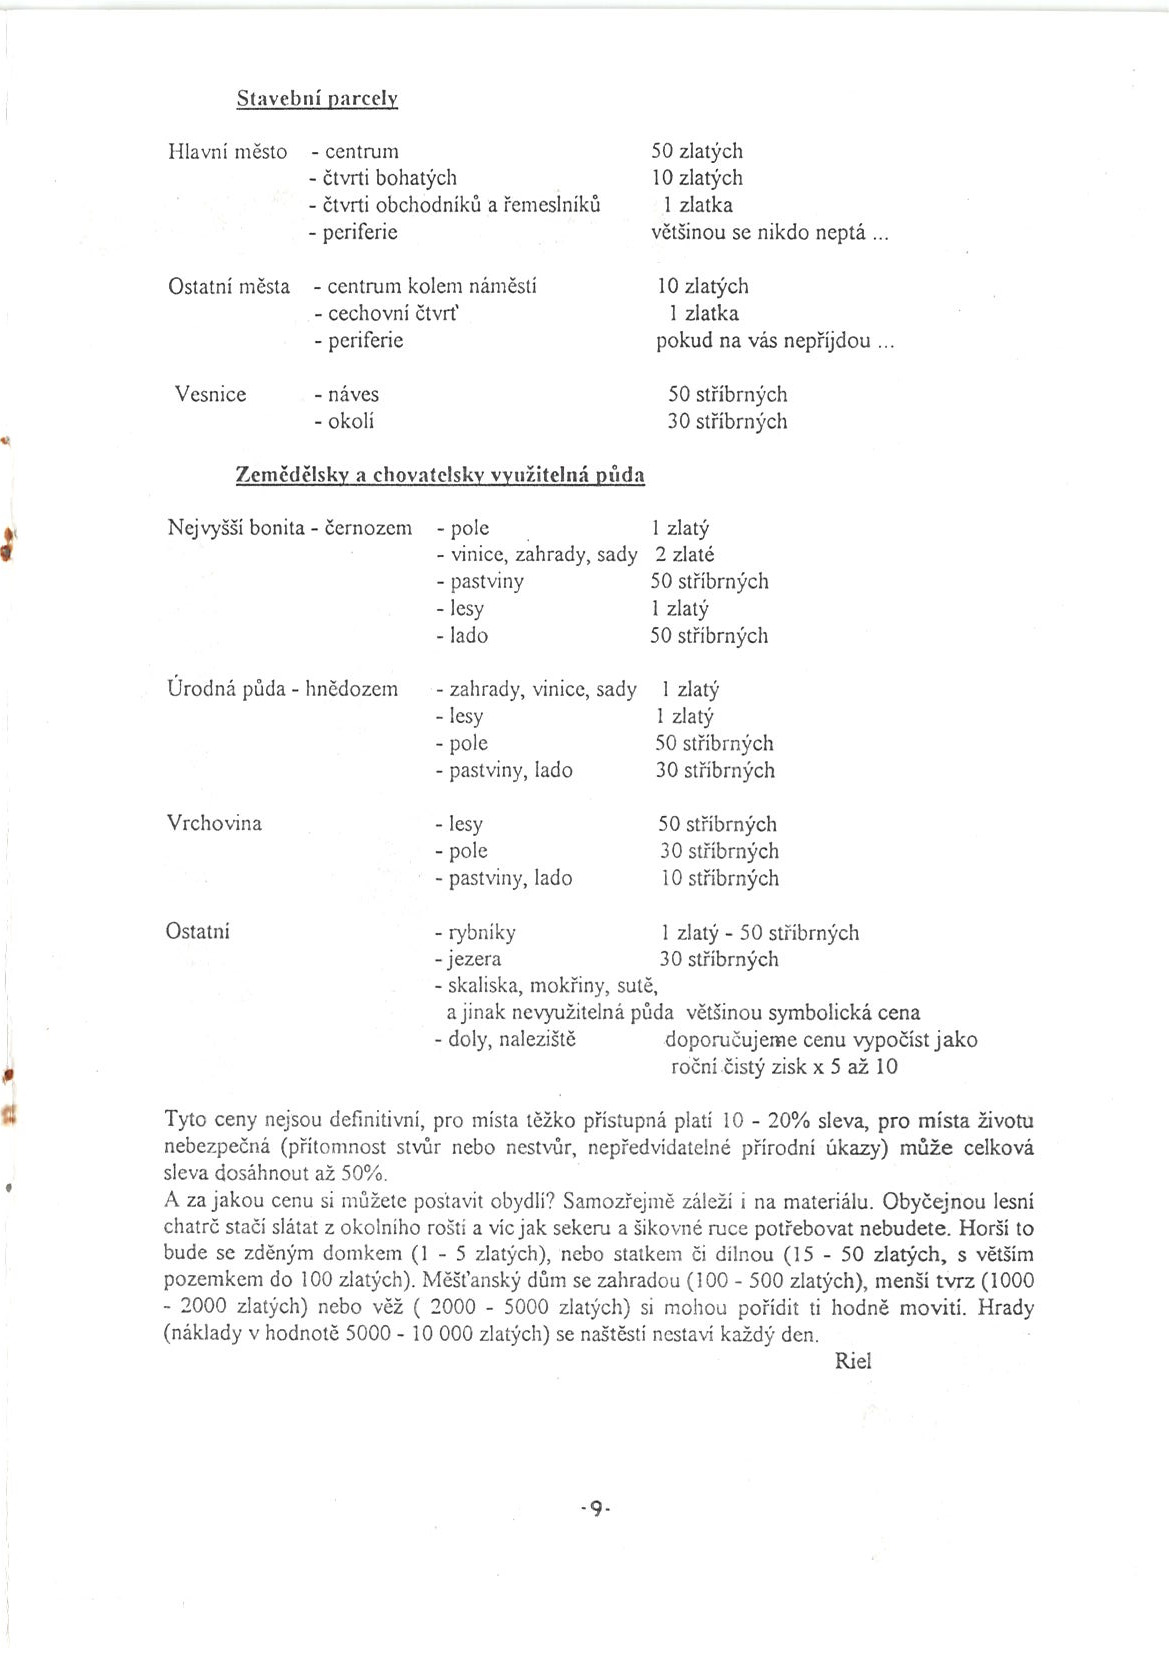 Stavební parcely
Hlavní město - centrum 50 zlatých
- čtvrti bohatých 10 zlatých
- čtvrti obchodníků a řemeslníků 1 zlatka
- periferie většinou se nikdo neptá ...
Ostatní města - centrum kolem náměstí 10 zlatých
- cechovní čtvrť 1 zlatka
- periferie pokud na vás nepříjdou ...
Vesnice - náves 50 stříbrných
- okolí 30 stříbrných
Zemědělsky a chovatelsky využitelná půda
Nejvyšší bonita - černozem - pole 1 zlatý
- vinice, zahrady, sady 2 zlaté
- pastviny 50 stříbrných
- lesy 1 zlatý
- lado 50 stříbrných
Úrodná půda - hnědozem - zahrady, vinice, sady 1 zlatý
- lesy 1 zlatý
- pole 50 stříbrných
- pastviny, lado 30 stříbrných
Vrchovina - lesy 50 stříbrných
- pole 30 stříbrných
- pastviny, lado 10 stříbrných
Ostatní - rybníky 1 zlatý - 50 stříbrných
- jezera 30 stříbrných
- skaliska, mokřiny, sutě,
a jinak nevyužitelná půda většinou symbolická cena
- doly, naleziště doporučujeme cenu vypočíst jako
roční čistý zisk x 5 až 10
Tyto ceny nejsou definitivní, pro místa těžko přístupná platí 10 - 20% sleva, pro místa životu
nebezpečná (přítomnost stvůr nebo nestvůr, nepředvídatelné přírodní úkazy) může celková
sleva dosáhnout až 50%.
A za jakou cenu si můžete postavit obydlí? Samozřejmě záleží i na materiálu. Obyčejnou lesní
chatrč stačí slátat z okolního roští a víc jak sekeru a šikovné ruce potřebovat nebudete. Horší to
bude se zděným domkem (1 - 5 zlatých), nebo statkem či dílnou (15 - 50 zlatých, s větším
pozemkem do 100 zlatých). Měšťanský dům se zahradou (100 - 500 zlatých), menší tvrz (1000
- 2000 zlatých) nebo věž ( 2000 - 5000 zlatých) si mohou pořídit ti hodně movití. Hrady
(náklady v hodnotě 5000 - 10 000 zlatých) se naštěstí nestaví každý den.
Riel
-9-